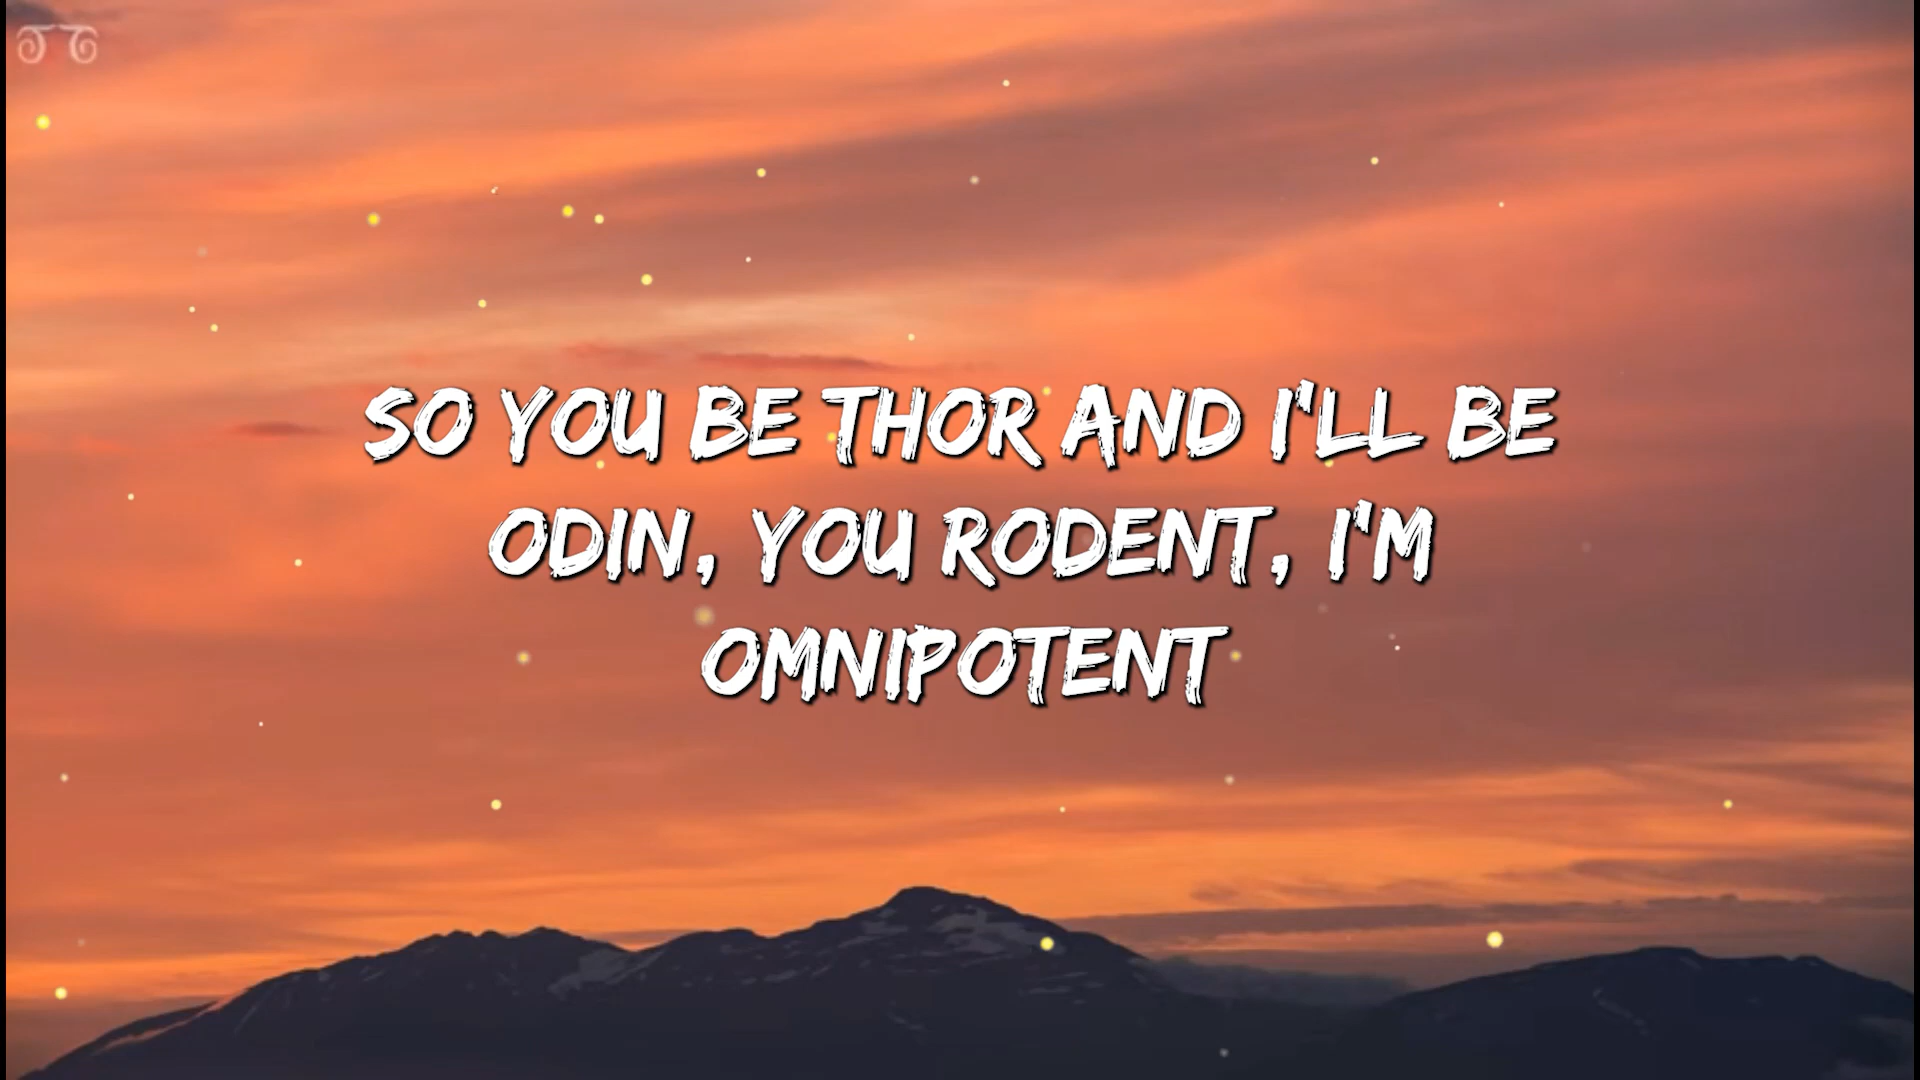 SO YOU BE THOR AND I'LL BE
ODIN, YOU RODENT, I'M
OMNIPOTENT